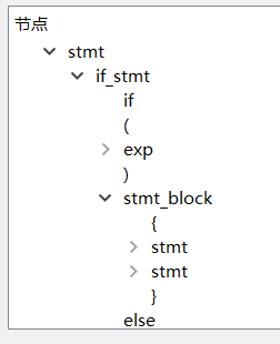 节点
stmt
if_stmt
if
(
exp
)
stmt_block
{
stmt
stmt
}
else